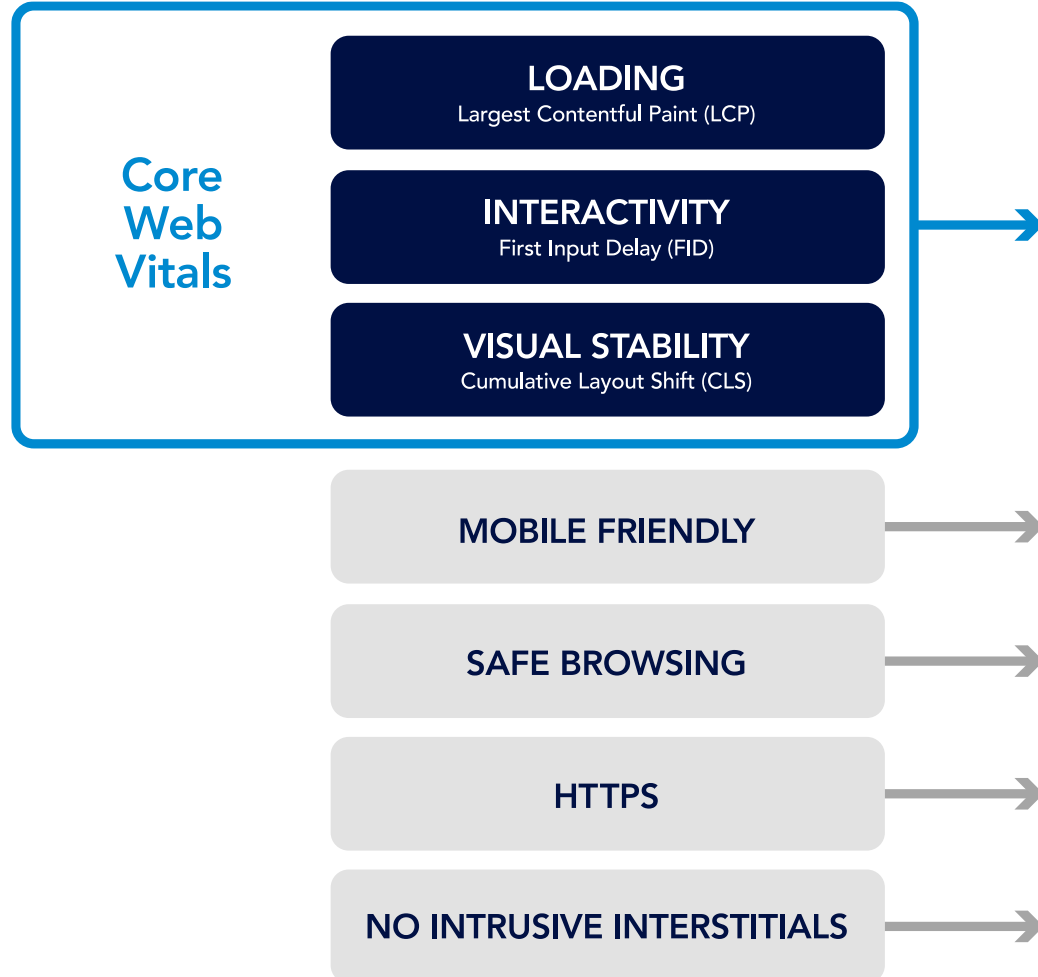 Core
Web
Vitals
LOADING
Largest Contentful Paint (LCP)
INTERACTIVITY
First Input Delay (FID)
VISUAL STABILITY
Cumulative Layout Shift (CLS)
MOBILE FRIENDLY
SAFE BROWSING
HTTPS
NO INTRUSIVE INTERSTITIALS